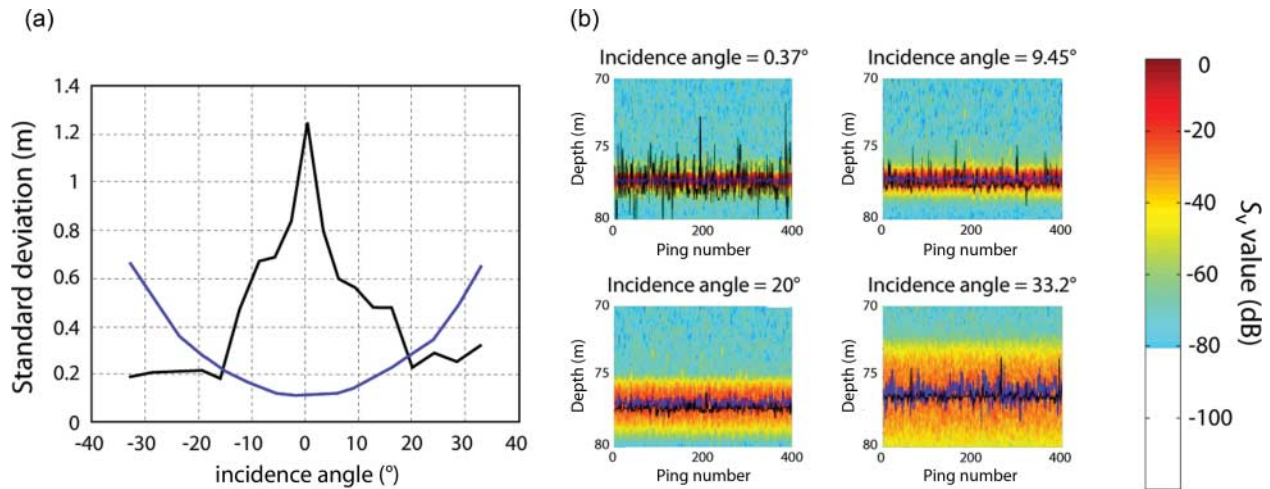 (a)
1.4
1.2
1
0.8
0.6
0.4
0.2
0
Standard deviation (m)
-40 -30 -20 -10 0 10 20 30 40
incidence angle (°)
(b)
Incidence angle = 0.37°
70
75
80
Depth (m)
0 200 400
Ping number
Incidence angle = 9.45°
70
75
80
Depth (m)
0 200 400
Ping number
Incidence angle = 20°
70
75
80
Depth (m)
0 200 400
Ping number
Incidence angle = 33.2°
70
75
80
Depth (m)
0 200 400
Ping number
0
-20
-40
-60
-80
-100
Sv value (dB)